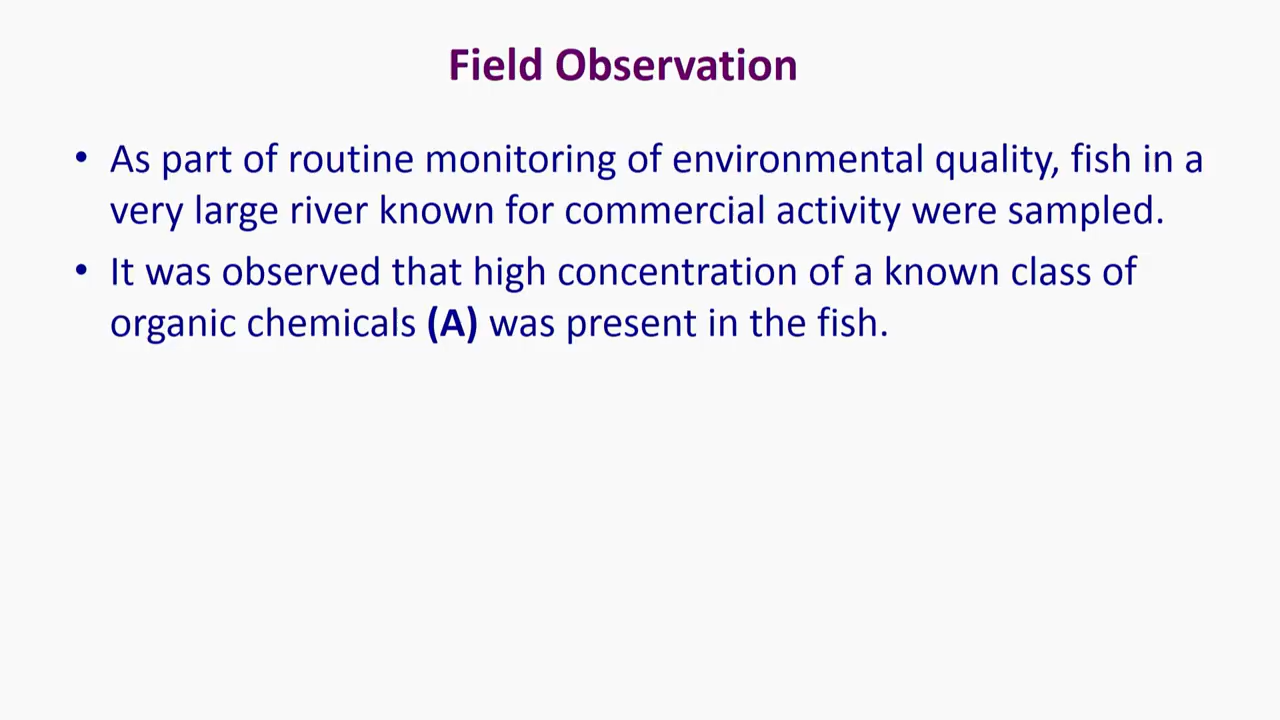 Field Observation
• As part of routine monitoring of environmental quality, fish in a
very large river known for commercial activity were sampled.
• It was observed that high concentration of a known class of
organic chemicals (A) was present in the fish.